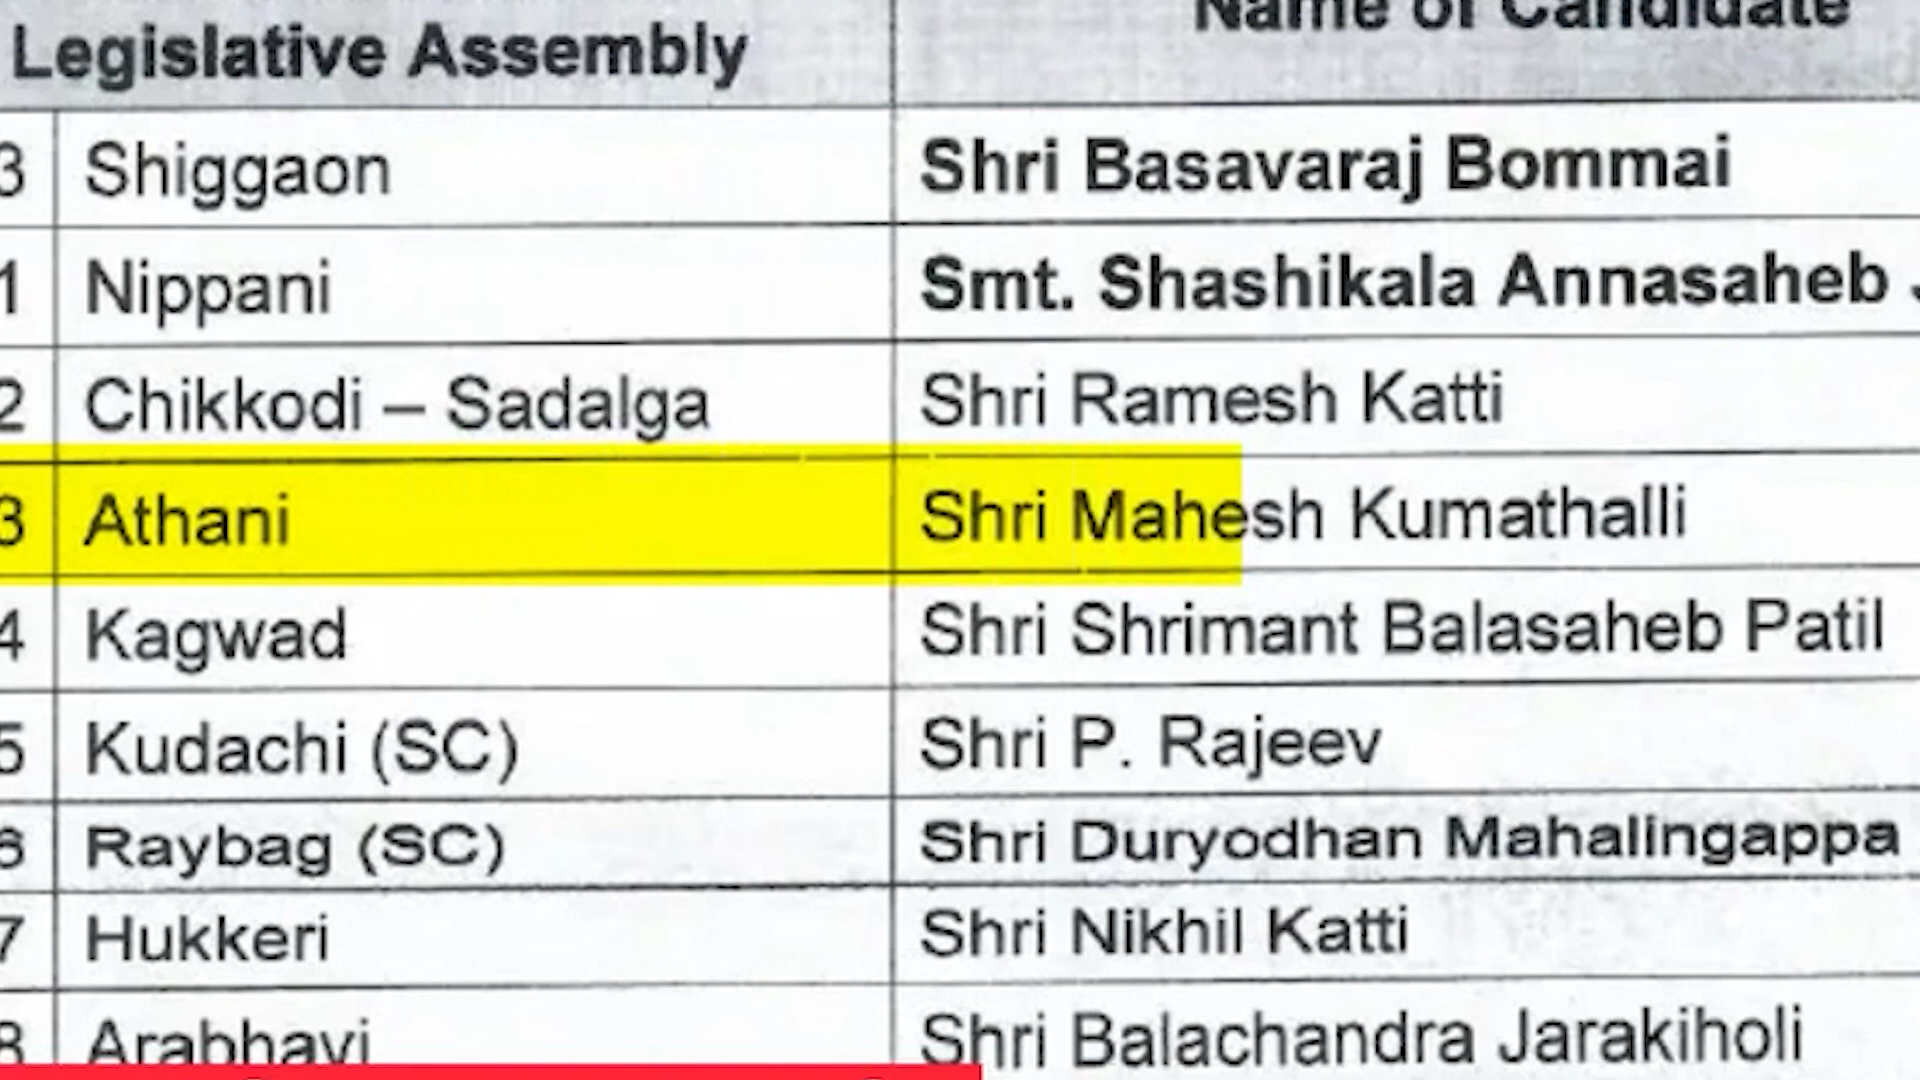 Legislative Assembly Name of Candidate
3 Shiggaon Shri Basavaraj Bommai
1 Nippani Smt. Shashikala Annasaheb
2 Chikkodi – Sadalga Shri Ramesh Katti
3 Athani Shri Mahesh Kumathalli
4 Kagwad Shri Shrimant Balasaheb Patil
5 Kudachi (SC) Shri P. Rajeev
6 Raybag (SC) Shri Duryodhan Mahalingappa
7 Hukkeri Shri Nikhil Katti
8 Arabhavi Shri Balachandra Jarakiholi